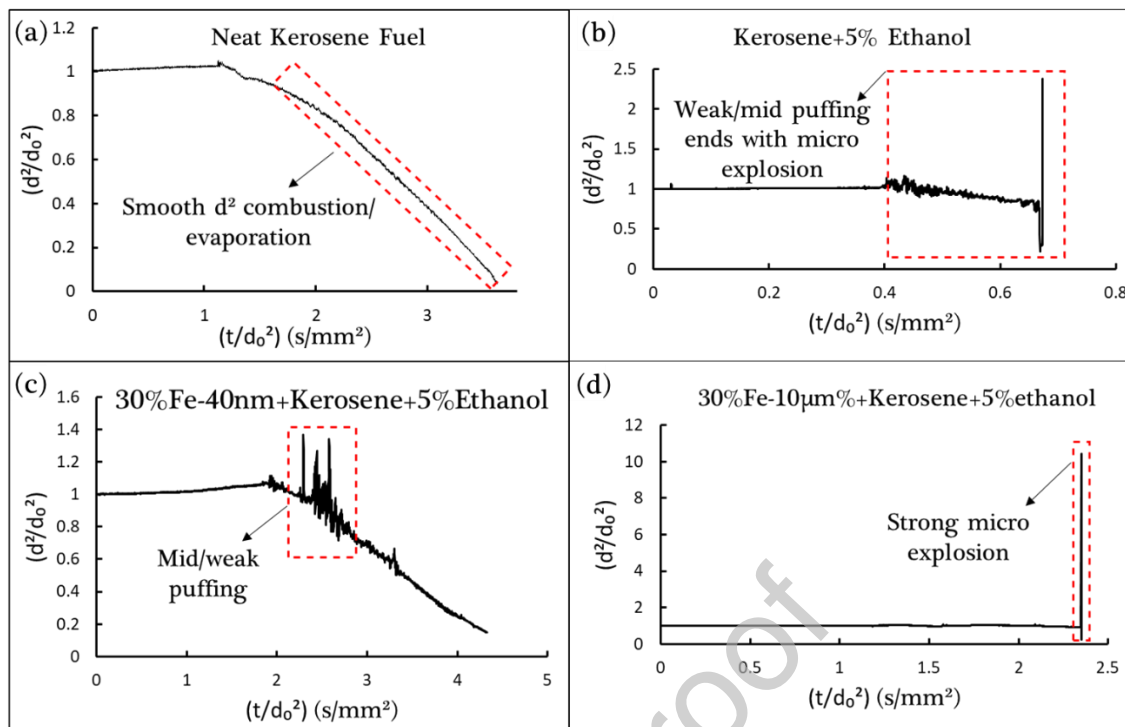 (a)
Neat Kerosene Fuel
1.2
1
0.8
0.6
0.4
0.2
0
(d²/d₀²)
Smooth d² combustion/
evaporation
0 1 2 3
(t/d₀²) (s/mm²)
(b)
Kerosene+5% Ethanol
2.5
2
1.5
1
0.5
0
(d²/d₀²)
Weak/mid puffing
ends with micro
explosion
0 0.2 0.4 0.6 0.8
(t/d₀²) (s/mm²)
(c)
30%Fe-40nm+Kerosene+5%Ethanol
1.4
1.2
1
0.8
0.6
0.4
0.2
0
(d²/d₀²)
Mid/weak
puffing
0 1 2 3 4 5
(t/d₀²) (s/mm²)
(d)
30%Fe-10µm%+Kerosene+5%ethanol
12
10
8
6
4
2
0
(d²/d₀²)
Strong micro
explosion
0 0.5 1 1.5 2 2.5
(t/d₀²) (s/mm²)
roof